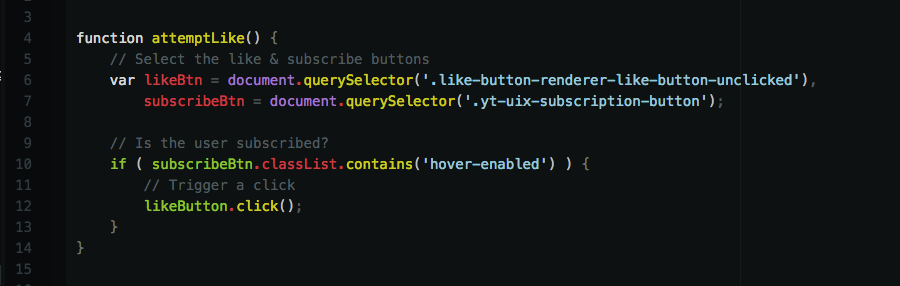 3
4 function attemptLike() {
5 // Select the like & subscribe buttons
6 var likeBtn = document.querySelector('.like-button-renderer-like-button-unclicked'),
7 subscribeBtn = document.querySelector('.yt-uix-subscription-button');
8
9 // Is the user subscribed?
10 if ( subscribeBtn.classList.contains('hover-enabled') ) {
11 // Trigger a click
12 likeButton.click();
13 }
14 }
15